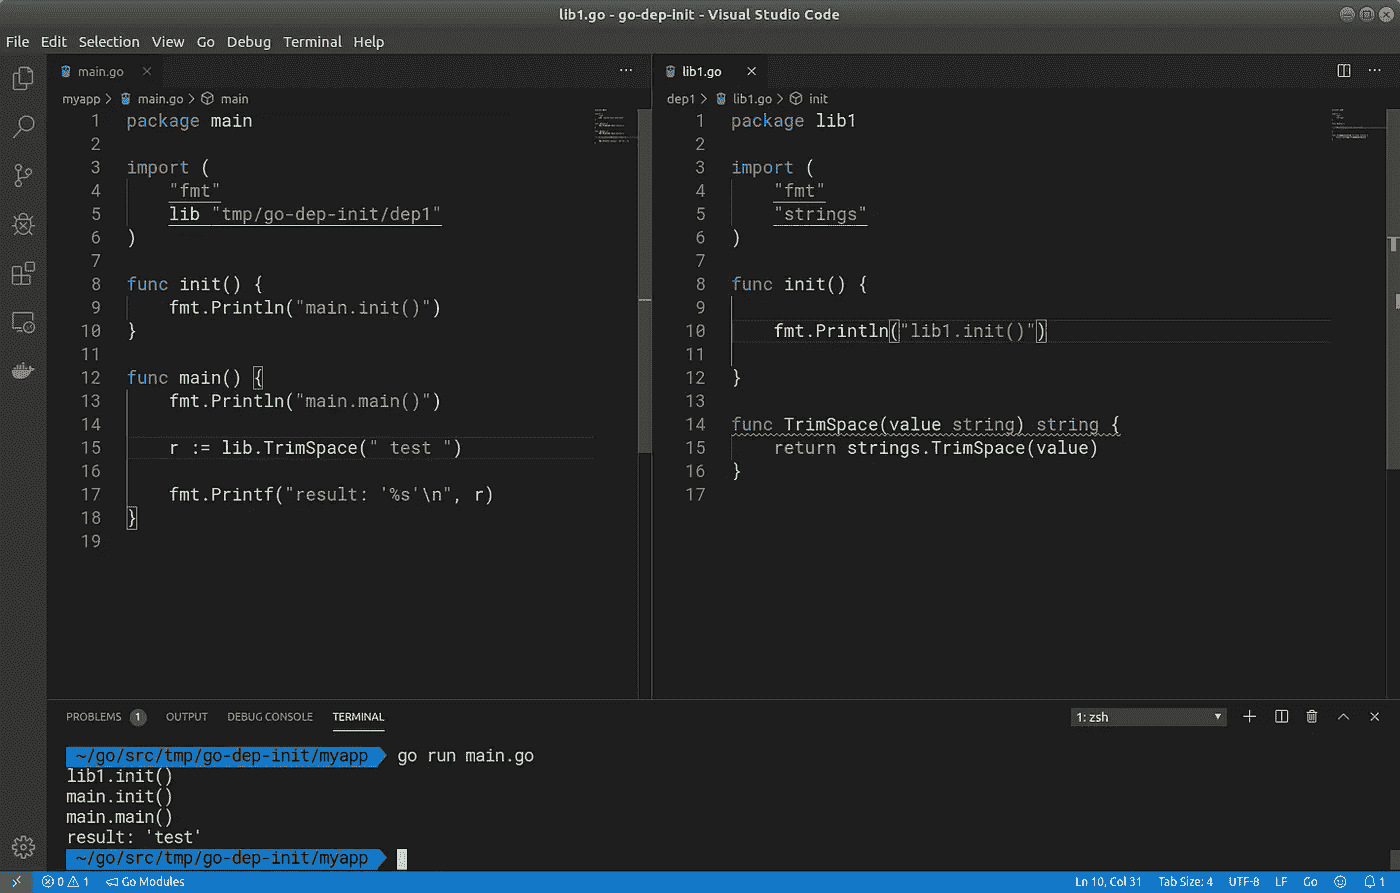 lib1.go - go-dep-init - Visual Studio Code
File Edit Selection View Go Debug Terminal Help
main.go
myapp > main.go > main
1 package main
2
3 import (
4 "fmt"
5 lib "tmp/go-dep-init/dep1"
6 )
7
8 func init() {
9 fmt.Println("main.init()")
10 }
11
12 func main() {
13 fmt.Println("main.main()")
14
15 r := lib.TrimSpace(" test ")
16
17 fmt.Printf("result: '%s'\n", r)
18 }
19
lib1.go
dep1 > lib1.go > init
1 package lib1
2
3 import (
4 "fmt"
5 "strings"
6 )
7
8 func init() {
9
10 fmt.Println("lib1.init()")
11
12 }
13
14 func TrimSpace(value string) string {
15 return strings.TrimSpace(value)
16 }
17
PROBLEMS 1 OUTPUT DEBUG CONSOLE TERMINAL 1: zsh
~/go/src/tmp/go-dep-init/myapp go run main.go
lib1.init()
main.init()
main.main()
result: 'test'
~/go/src/tmp/go-dep-init/myapp
0 1 Go Modules Ln 10, Col 31 Tab Size: 4 UTF-8 LF Go 1